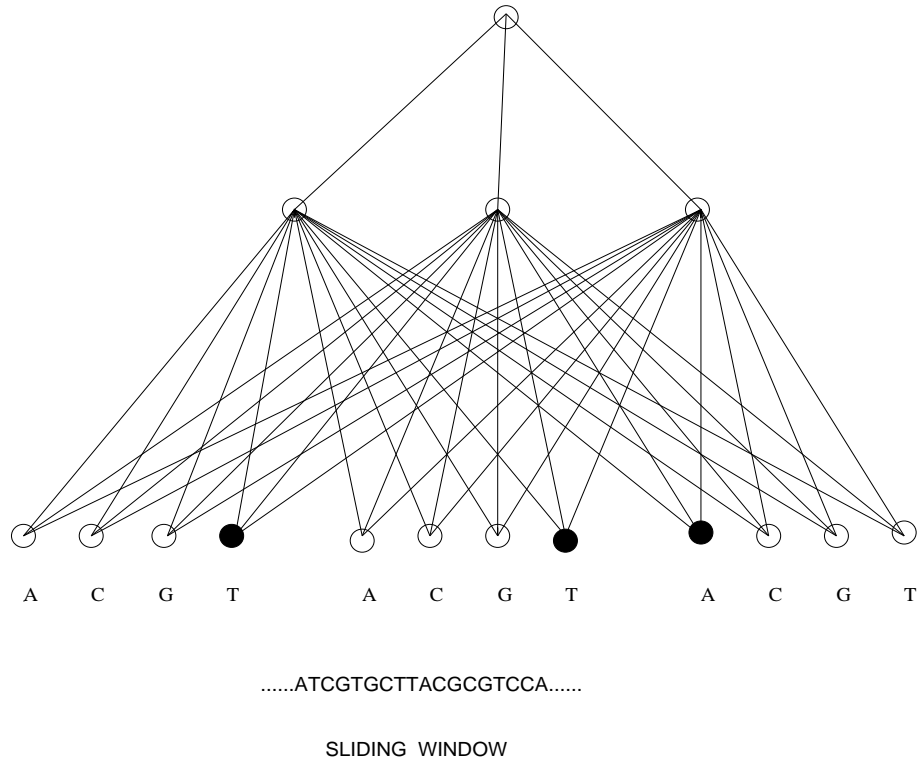 A C G T A C G T A C G T
......ATCGTGCTTACGCGTCCA......
SLIDING WINDOW